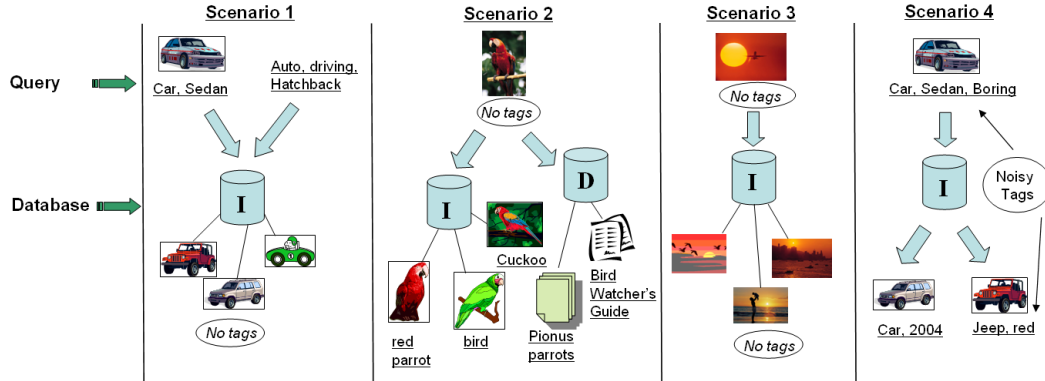 Scenario 1
Scenario 2
Scenario 3
Scenario 4
Query
Car, Sedan
Auto, driving,
Hatchback
No tags
No tags
Car, Sedan, Boring
Database
I
I
D
I
I
Noisy
Tags
No tags
red
parrot
bird
Cuckoo
Pionus
parrots
Bird
Watcher's
Guide
No tags
Car, 2004
Jeep, red